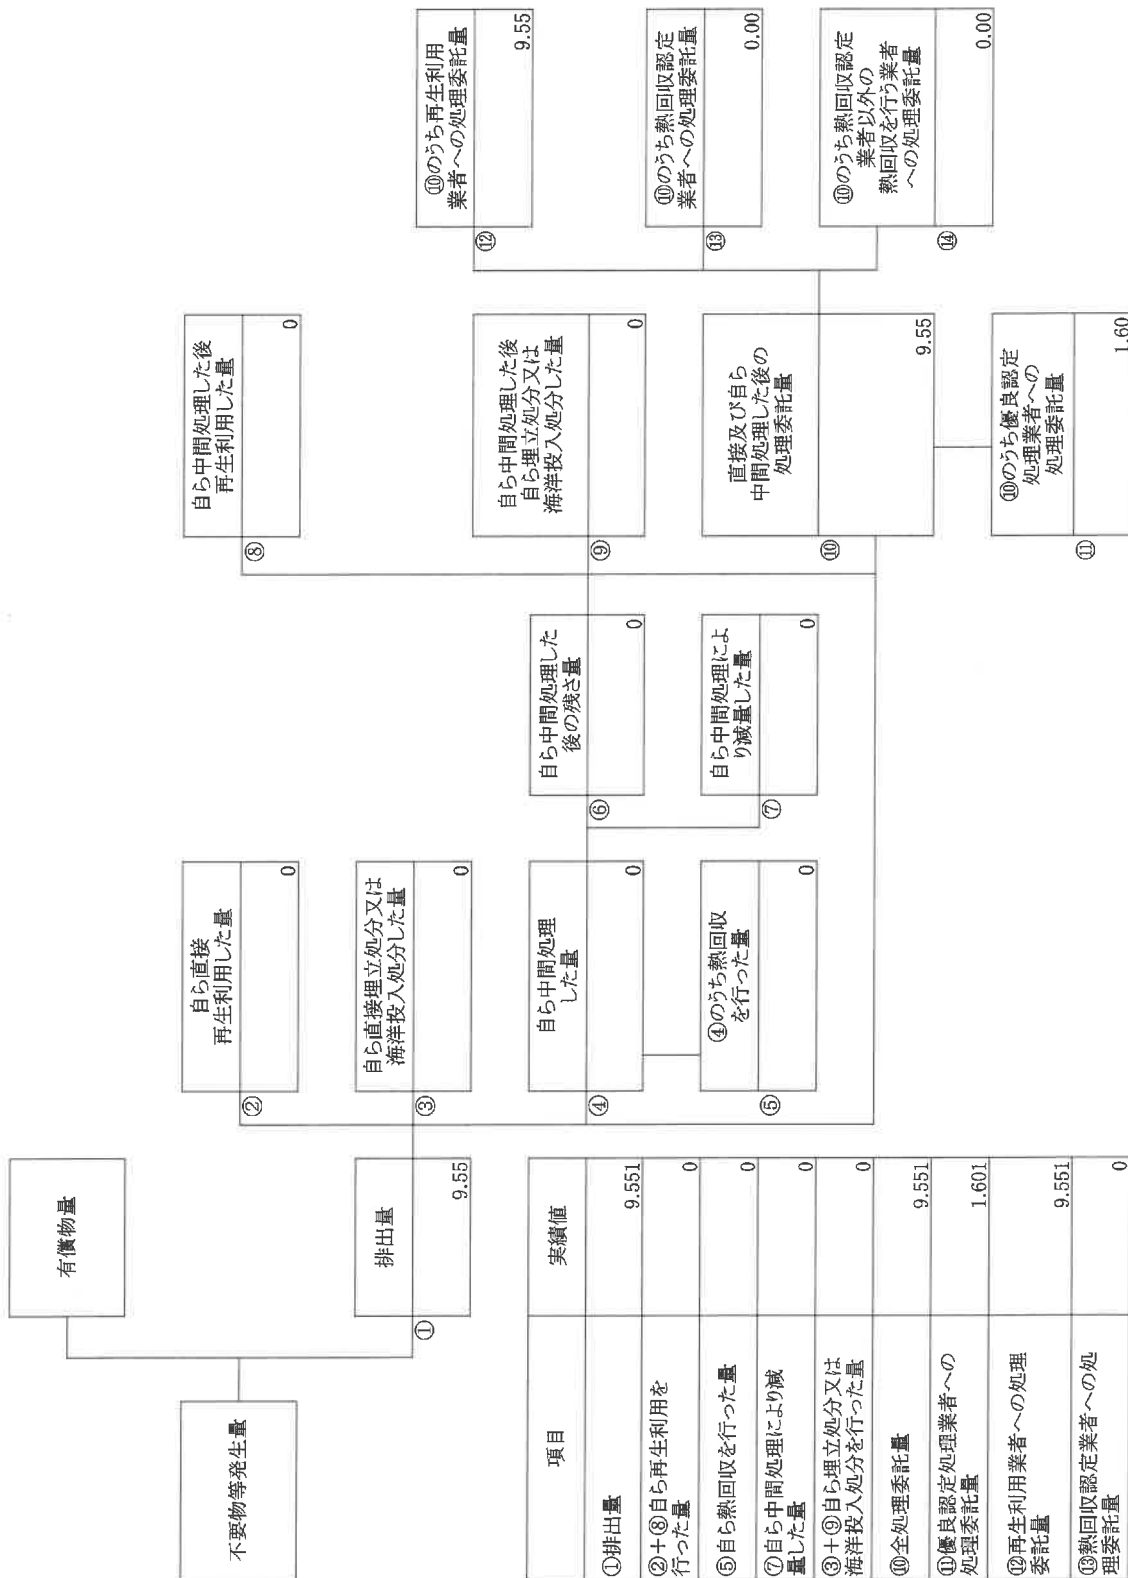 不要物等発生量
有償物量
①
排出量
9.55
②
自ら直接
再生利用した量
0
③
自ら直接埋立処分又は
海洋投入処分した量
0
④
自ら中間処理
した量
0
⑤
④のうち熱回収
を行った量
0
⑥
自ら中間処理した
後の残さ量
0
⑦
自ら中間処理によ
り減量した量
0
⑧
自ら中間処理した後
再生利用した量
0
⑨
自ら中間処理した後
自ら埋立処分又は
海洋投入処分した量
0
⑩
直接及び自ら
中間処理した後の
処理委託量
9.55
⑪
⑩のうち優良認定
処理業者への
処理委託量
1.60
⑫
⑩のうち再生利用
業者への処理委託量
9.55
⑬
⑩のうち熱回収認定
業者への処理委託量
0.00
⑭
⑩のうち熱回収認定
業者以外の
熱回収を行う業者
への処理委託量
0.00
項目
実績値
①排出量
9.551
②+⑧自ら再生利用を
行った量
0
⑤自ら熱回収を行った量
0
⑦自ら中間処理により減
量した量
0
③+⑨自ら埋立処分又は
海洋投入処分を行った量
0
⑩全処理委託量
9.551
⑪優良認定処理業者への
処理委託量
1.601
⑫再生利用業者への処理
委託量
9.551
⑬熱回収認定業者への処
理委託量
0